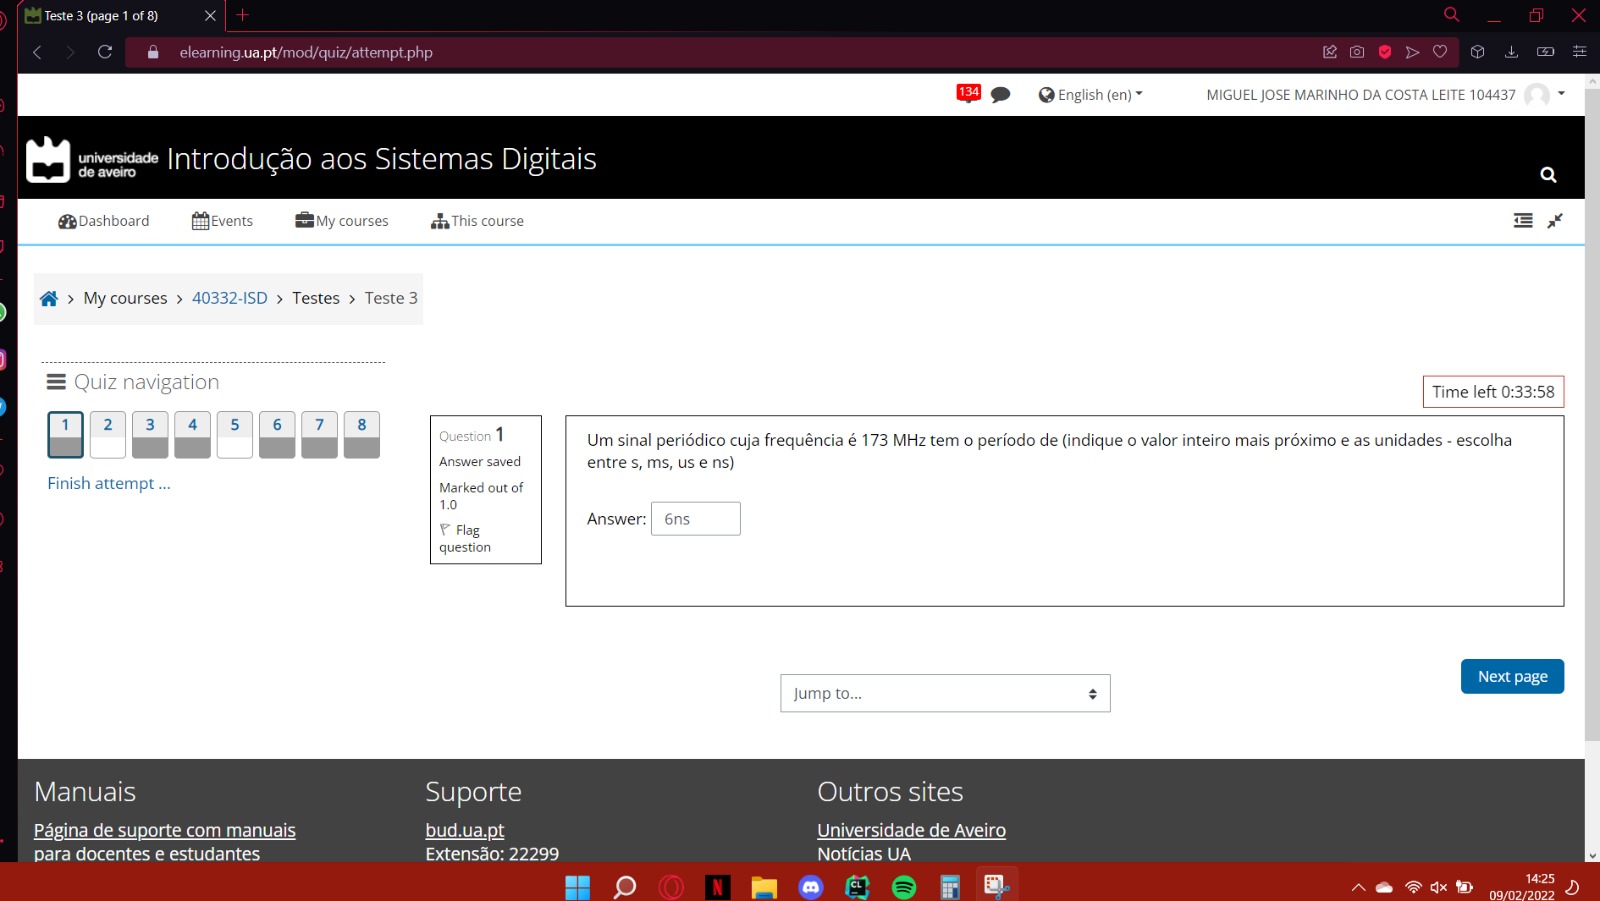 Teste 3 (page 1 of 8)
elearning.ua.pt/mod/quiz/attempt.php
134
English (en)
MIGUEL JOSE MARINHO DA COSTA LEITE 104437
universidade
de aveiro
Introdução aos Sistemas Digitais
Dashboard
Events
My courses
This course
> My courses > 40332-ISD > Testes > Teste 3
Quiz navigation
Time left 0:33:58
1 2 3 4 5 6 7 8
Finish attempt ...
Question 1
Answer saved
Marked out of
1.0
Flag
question
Um sinal periódico cuja frequência é 173 MHz tem o período de (indique o valor inteiro mais próximo e as unidades - escolha
entre s, ms, us e ns)
Answer: 6ns
Next page
Jump to...
Manuais
Página de suporte com manuais
para docentes e estudantes
Suporte
bud.ua.pt
Extensão: 22299
Outros sites
Universidade de Aveiro
Notícias UA
N
CL
14:25
09/02/2022